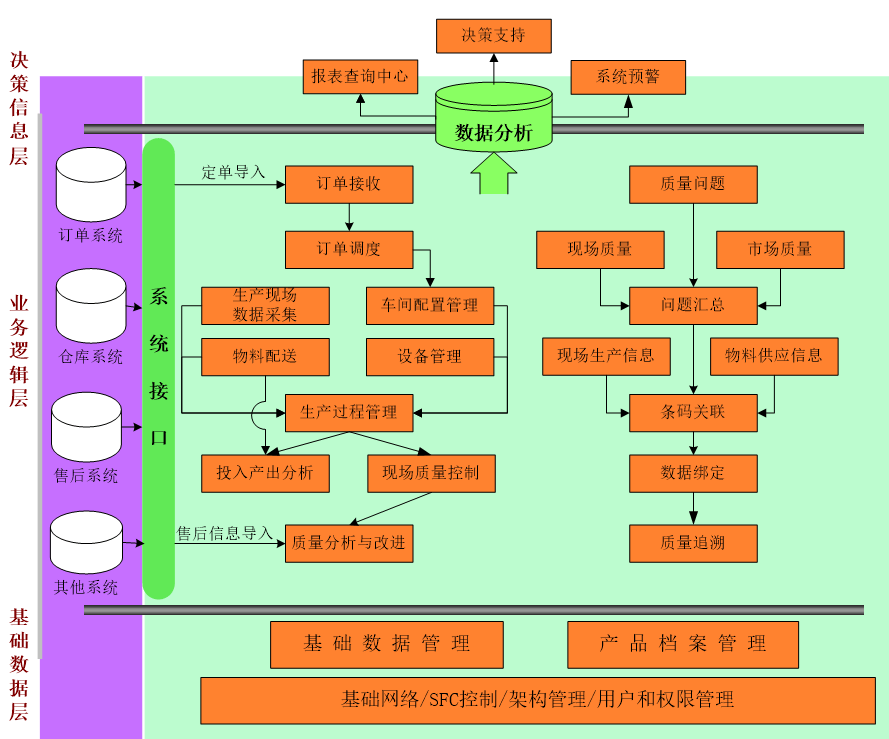 决策支持
报表查询中心
系统预警
决策信息层
数据分析
定单导入
订单接收
质量问题
订单系统
订单调度
现场质量
市场质量
业务逻辑层
系统接口
生产现场
数据采集
车间配置管理
问题汇总
仓库系统
物料配送
设备管理
现场生产信息
物料供应信息
生产过程管理
条码关联
售后系统
投入产出分析
现场质量控制
数据绑定
售后信息导入
质量分析与改进
质量追溯
其他系统
基础数据层
基础数据管理
产品档案管理
基础网络/SFC控制/架构管理/用户和权限管理